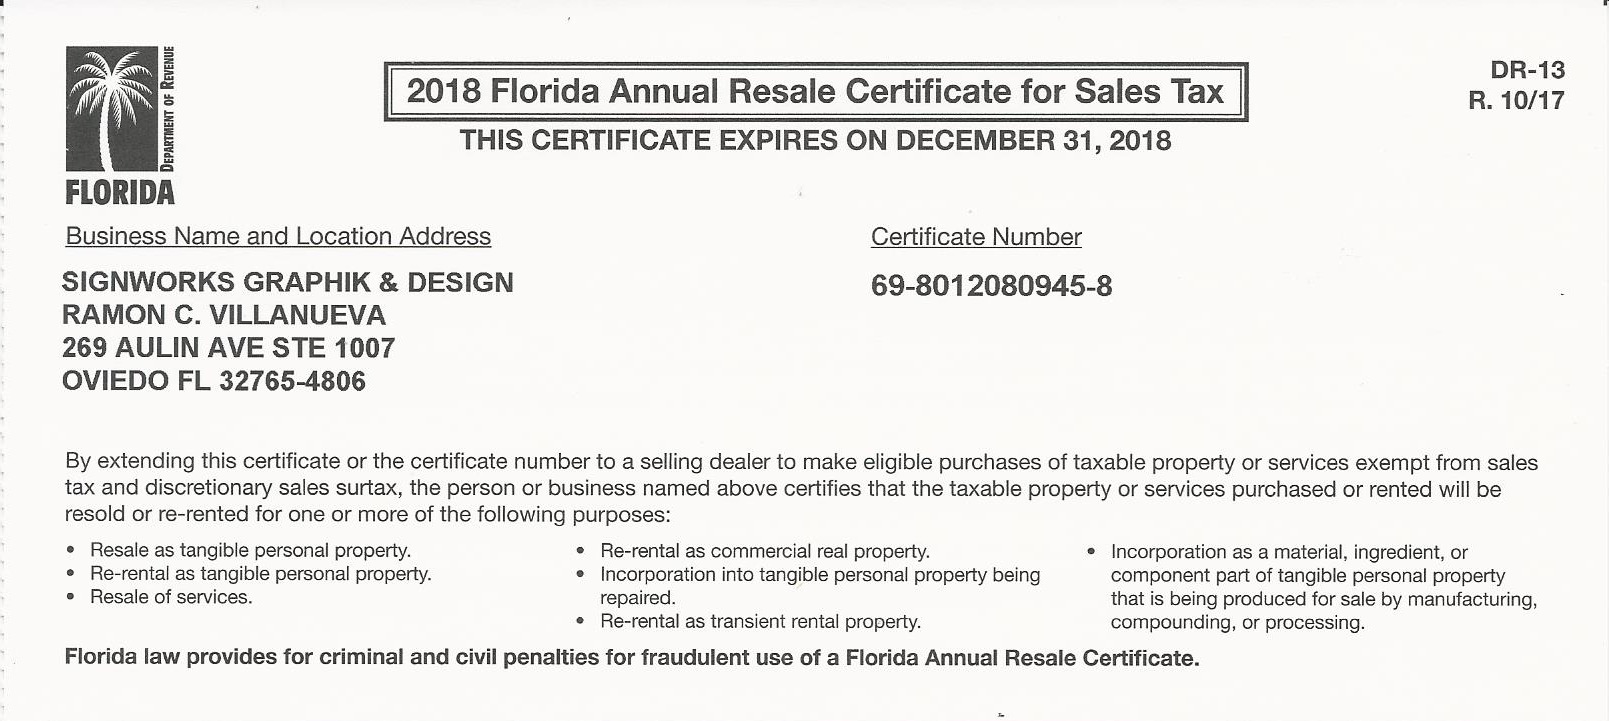 DEPARTMENT OF REVENUE
FLORIDA
2018 Florida Annual Resale Certificate for Sales Tax
THIS CERTIFICATE EXPIRES ON DECEMBER 31, 2018
DR-13
R. 10/17
Business Name and Location Address
SIGNWORKS GRAPHIK & DESIGN
RAMON C. VILLANUEVA
269 AULIN AVE STE 1007
OVIEDO FL 32765-4806
Certificate Number
69-8012080945-8
By extending this certificate or the certificate number to a selling dealer to make eligible purchases of taxable property or services exempt from sales
tax and discretionary sales surtax, the person or business named above certifies that the taxable property or services purchased or rented will be
resold or re-rented for one or more of the following purposes:
• Resale as tangible personal property.
• Re-rental as tangible personal property.
• Resale of services.
• Re-rental as commercial real property.
• Incorporation into tangible personal property being
repaired.
• Re-rental as transient rental property.
• Incorporation as a material, ingredient, or
component part of tangible personal property
that is being produced for sale by manufacturing,
compounding, or processing.
Florida law provides for criminal and civil penalties for fraudulent use of a Florida Annual Resale Certificate.